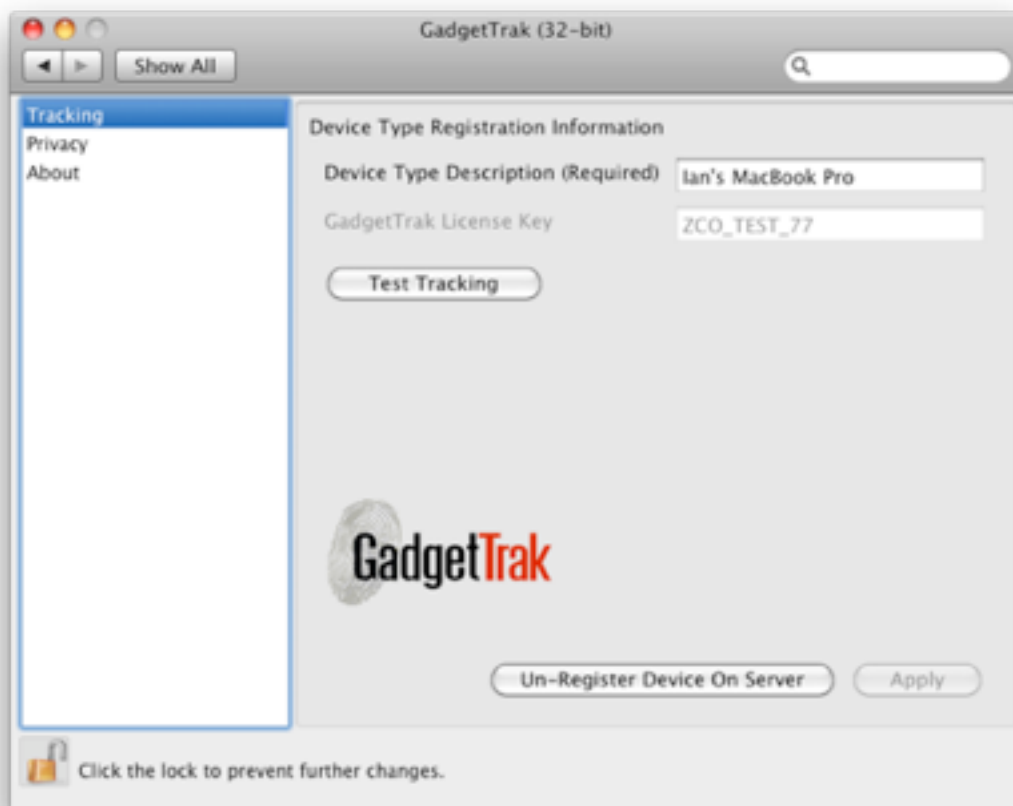 GadgetTrak (32-bit)
Show All
Tracking
Privacy
About
Device Type Registration Information
Device Type Description (Required) Ian's MacBook Pro
GadgetTrak License Key ZCO_TEST_77
Test Tracking
GadgetTrak
Un-Register Device On Server Apply
Click the lock to prevent further changes.